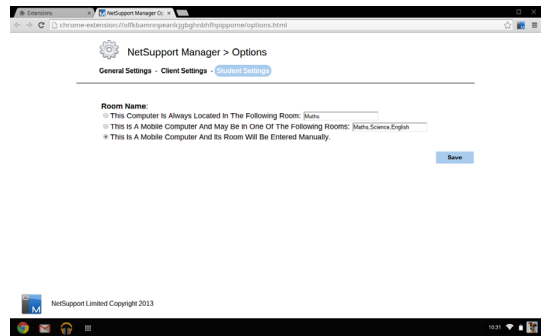 Extensions
NetSupport Manager Op
chrome-extension://olfkbamnnpeanlcjgbghnbhfhpippome/options.html
NetSupport Manager > Options
General Settings - Client Settings - Student Settings
Room Name:
This Computer Is Always Located In The Following Room: Maths
This Is A Mobile Computer And May Be In One Of The Following Rooms: Maths,Science,English
This Is A Mobile Computer And Its Room Will Be Entered Manually.
Save
M
NetSupport Limited Copyright 2013
10:31